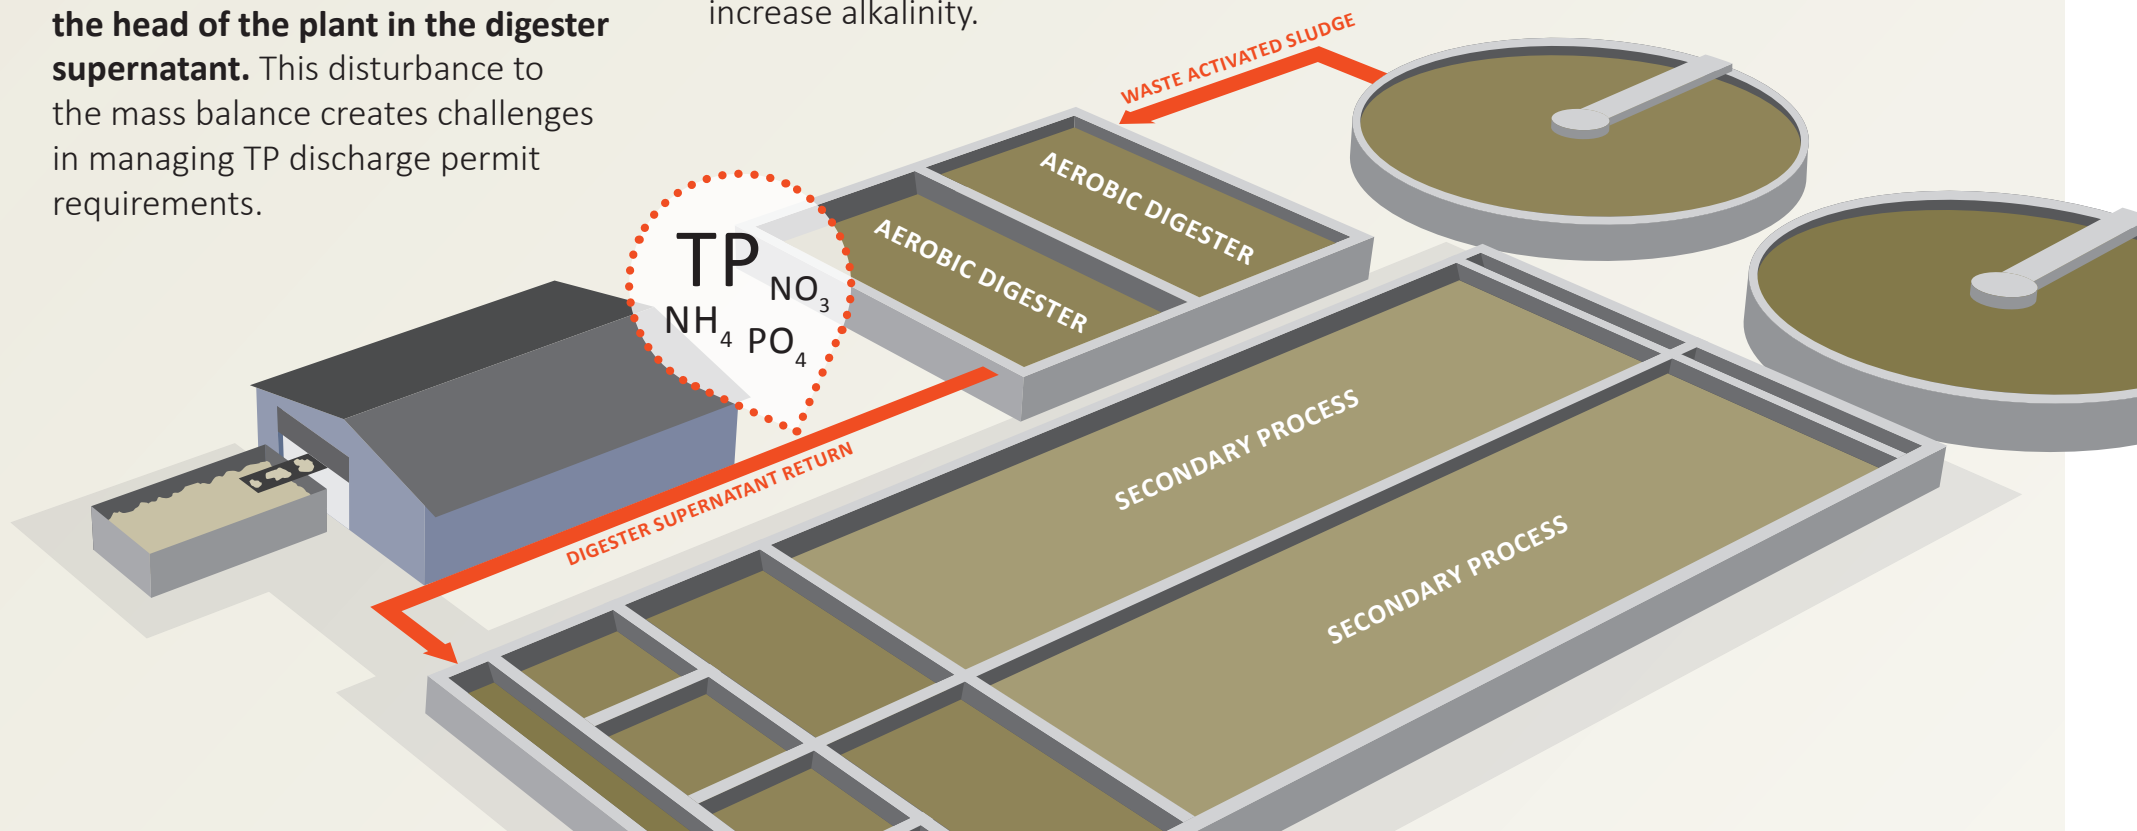 the head of the plant in the digester
supernatant. This disturbance to
the mass balance creates challenges
in managing TP discharge permit
requirements.
increase alkalinity.
WASTE ACTIVATED SLUDGE
AEROBIC DIGESTER
AEROBIC DIGESTER
TP
NO3
NH4
PO4
DIGESTER SUPERNATANT RETURN
SECONDARY PROCESS
SECONDARY PROCESS